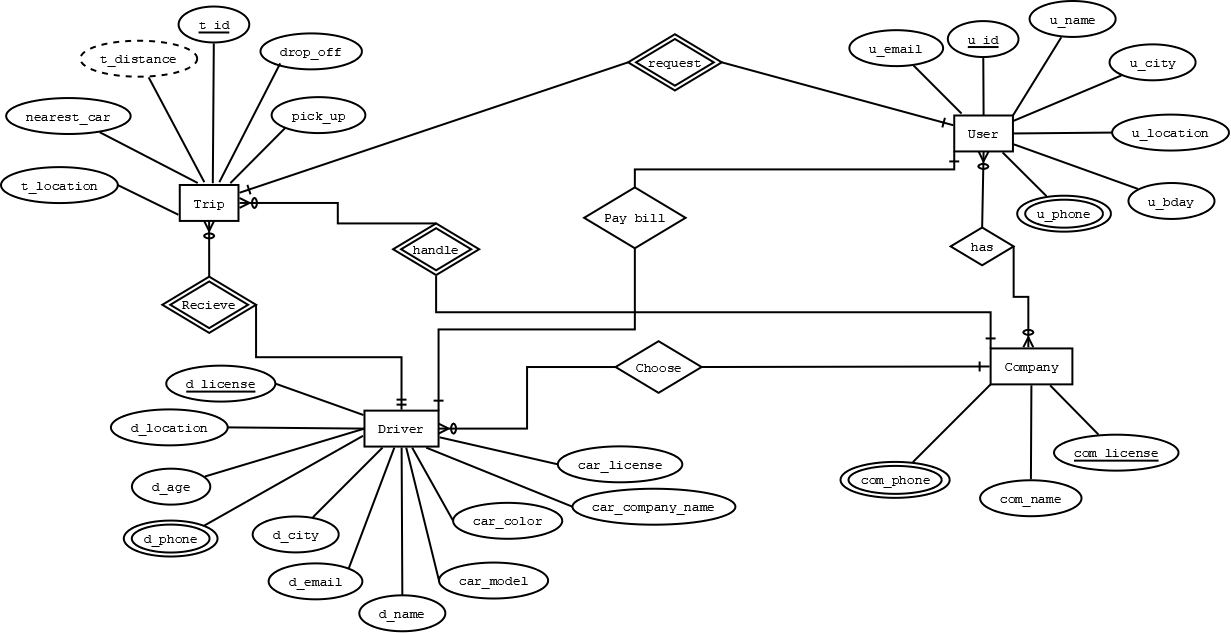 t_id
t_distance
drop_off
nearest_car
pick_up
t_location
Trip
request
u_email
u_id
u_name
u_city
User
u_location
u_bday
u_phone
Pay bill
handle
has
Recieve
Choose
Company
d_license
d_location
Driver
d_age
d_phone
d_city
d_email
d_name
car_license
car_company_name
car_color
car_model
com_phone
com_name
com_license